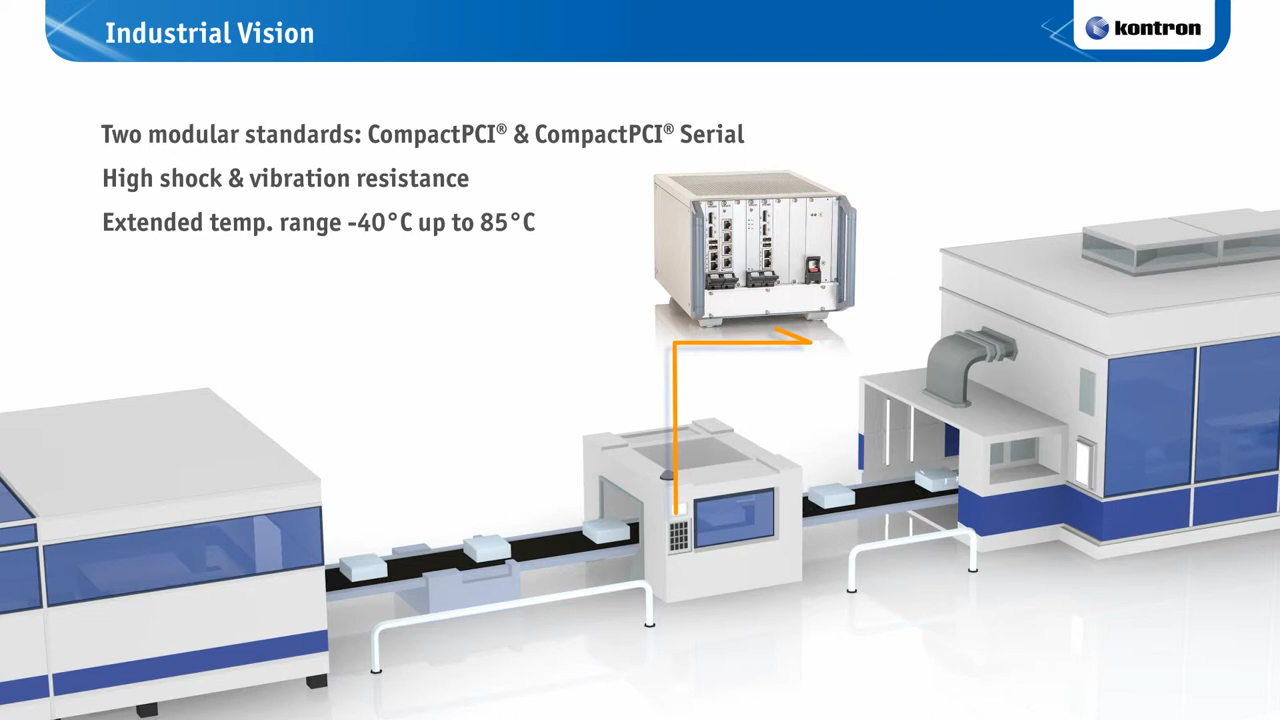 Industrial Vision
kontron
Two modular standards: CompactPCI® & CompactPCI® Serial
High shock & vibration resistance
Extended temp. range -40°C up to 85°C